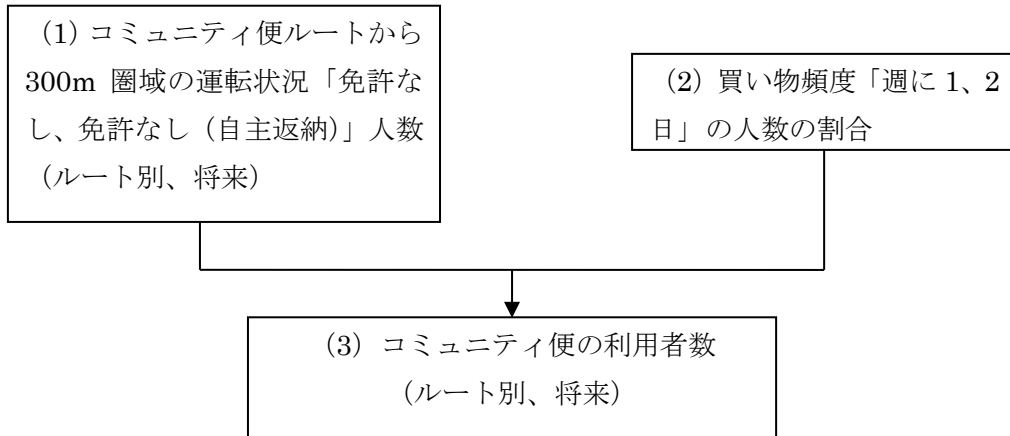 (1) コミュニティ便ルートから
300m 圏域の運転状況「免許な
し、免許なし（自主返納）」人数
（ルート別、将来）
（2）買い物頻度「週に 1、2
日」の人数の割合
（3）コミュニティ便の利用者数
（ルート別、将来）